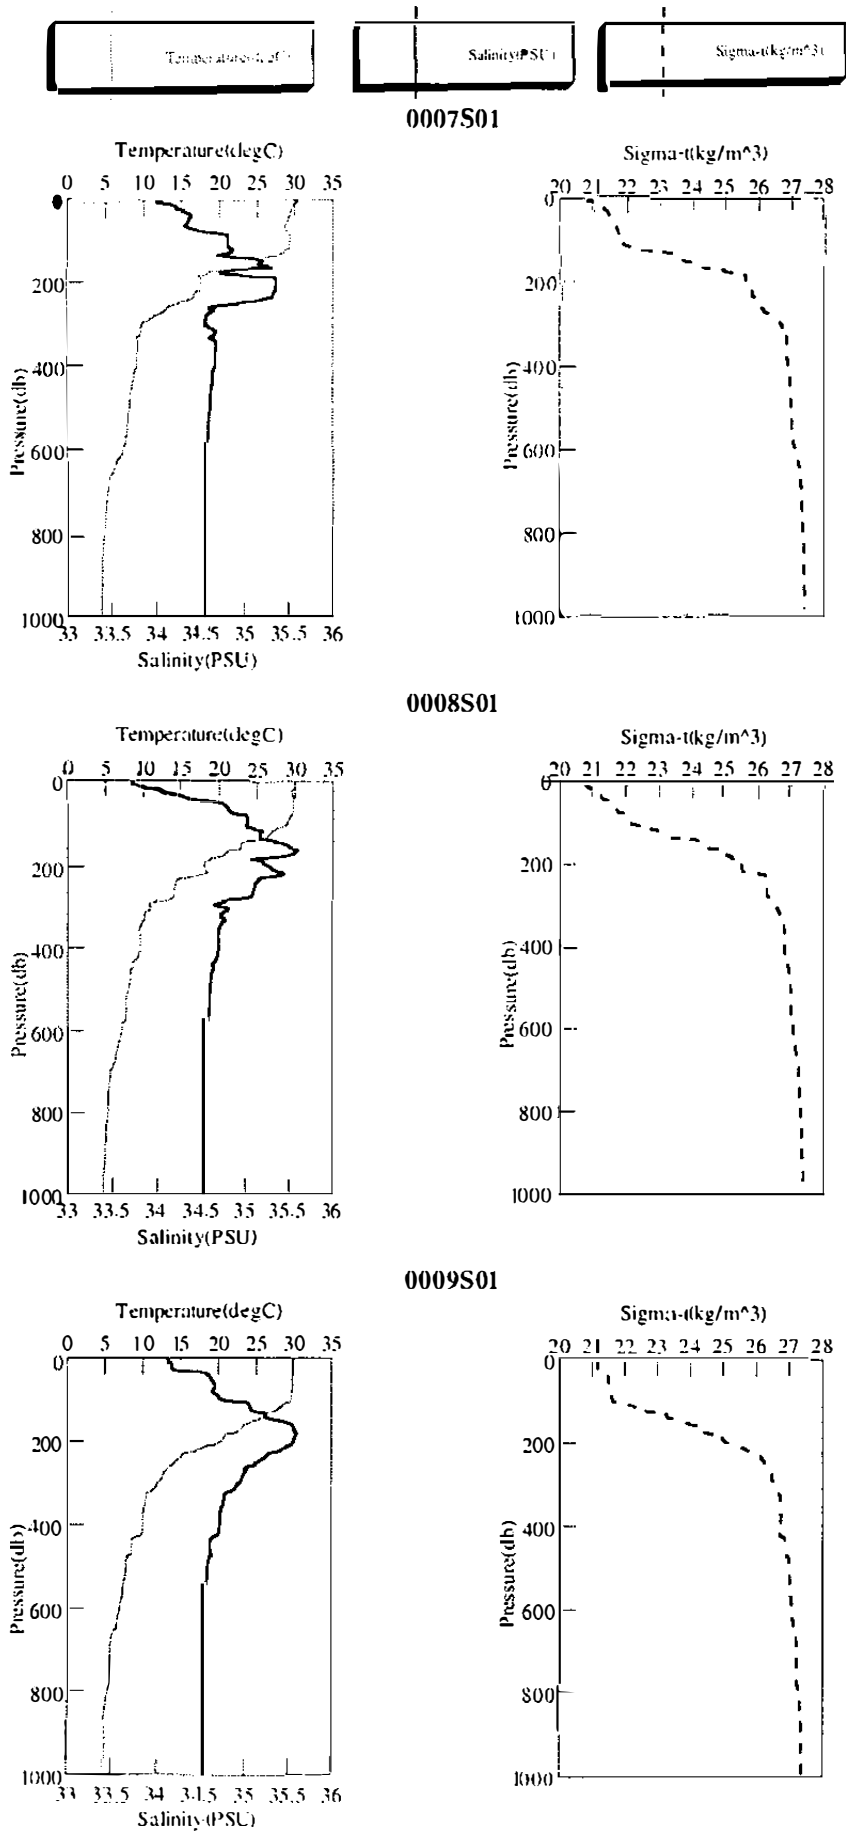 Temperature(degC) Salinity(PSU) Sigma-t(kg/m^3)
0007S01
Temperature(degC) Sigma-t(kg/m^3)
0 5 10 15 20 25 30 35 20 21 22 23 24 25 26 27 28
0
200 200
400 400
Pressure(db) Pressure(db)
600 600
800 800
1000 1000
33 33.5 34 34.5 35 35.5 36
Salinity(PSU)
0008S01
Temperature(degC) Sigma-t(kg/m^3)
0 5 10 15 20 25 30 35 20 21 22 23 24 25 26 27 28
0 0
200 200
400 400
Pressure(db) Pressure(db)
600 600
800 800
1000 1000
33 33.5 34 34.5 35 35.5 36
Salinity(PSU)
0009S01
Temperature(degC) Sigma-t(kg/m^3)
0 5 10 15 20 25 30 35 20 21 22 23 24 25 26 27 28
0 0
200 200
400 400
Pressure(db) Pressure(db)
600 600
800 800
1000 1000
33 33.5 34 31.5 35 35.5 36
Salinity(PSU)